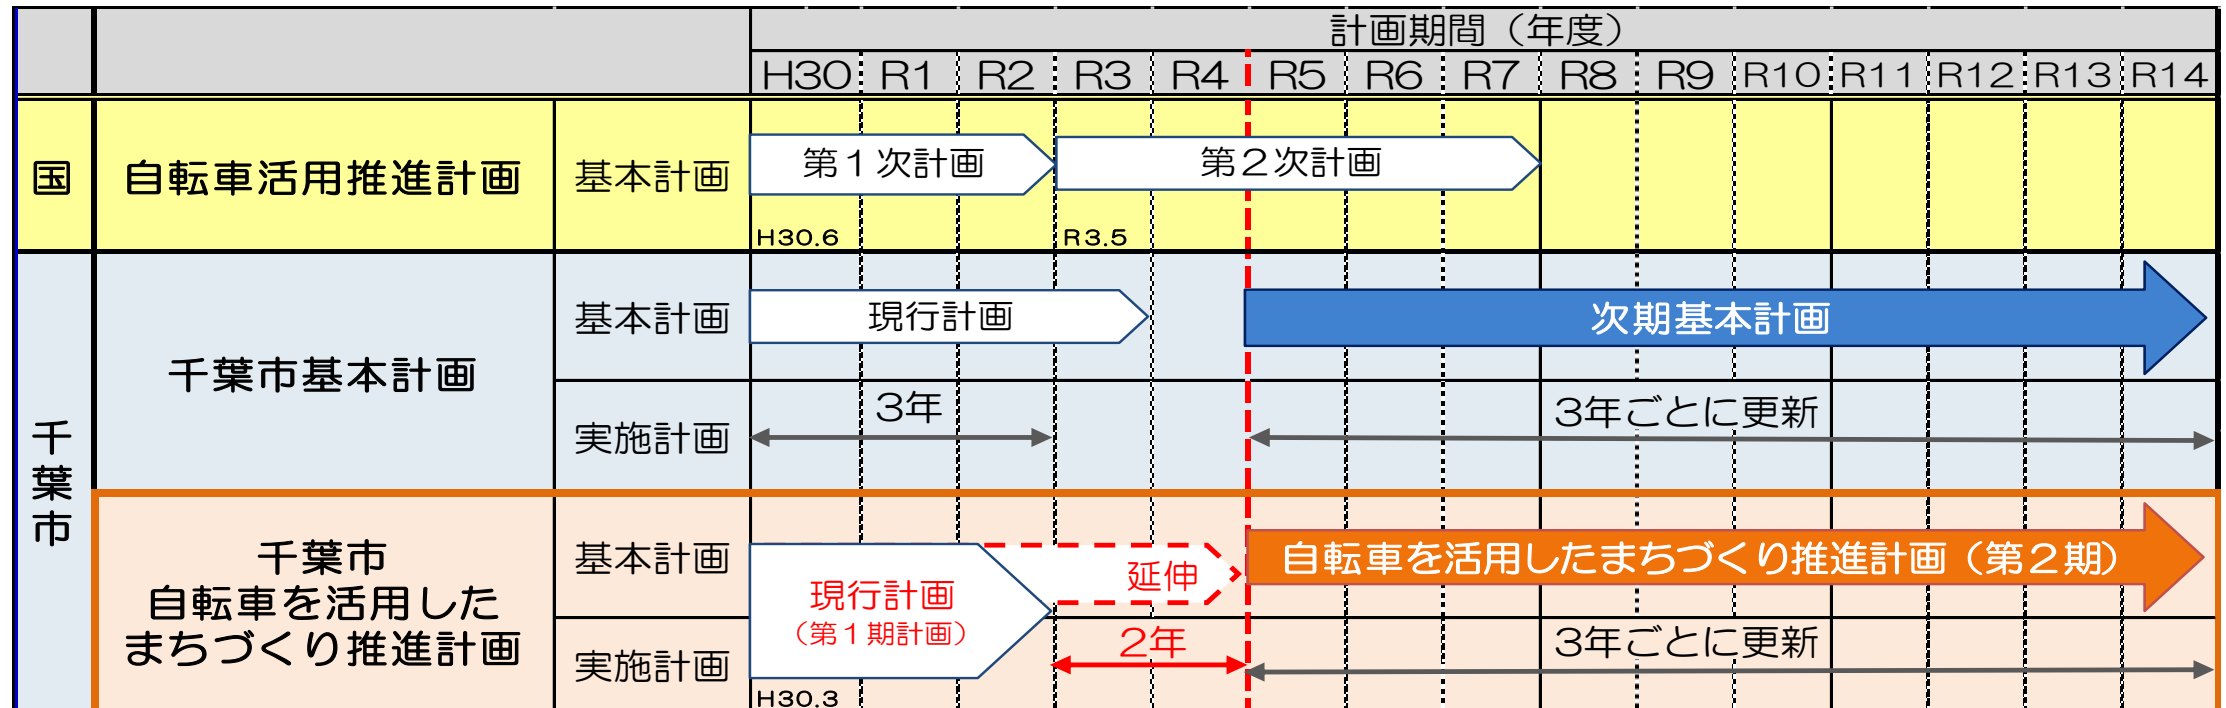 計画期間（年度）
H30 R1 R2 R3 R4 R5 R6 R7 R8 R9 R10 R11 R12 R13 R14
国
自転車活用推進計画
基本計画
第１次計画
第２次計画
H30.6
R3.5
千葉市
千葉市基本計画
基本計画
現行計画
次期基本計画
実施計画
3年
3年ごとに更新
千葉市
自転車を活用した
まちづくり推進計画
基本計画
現行計画
（第１期計画）
延伸
自転車を活用したまちづくり推進計画（第２期）
実施計画
2年
3年ごとに更新
H30.3